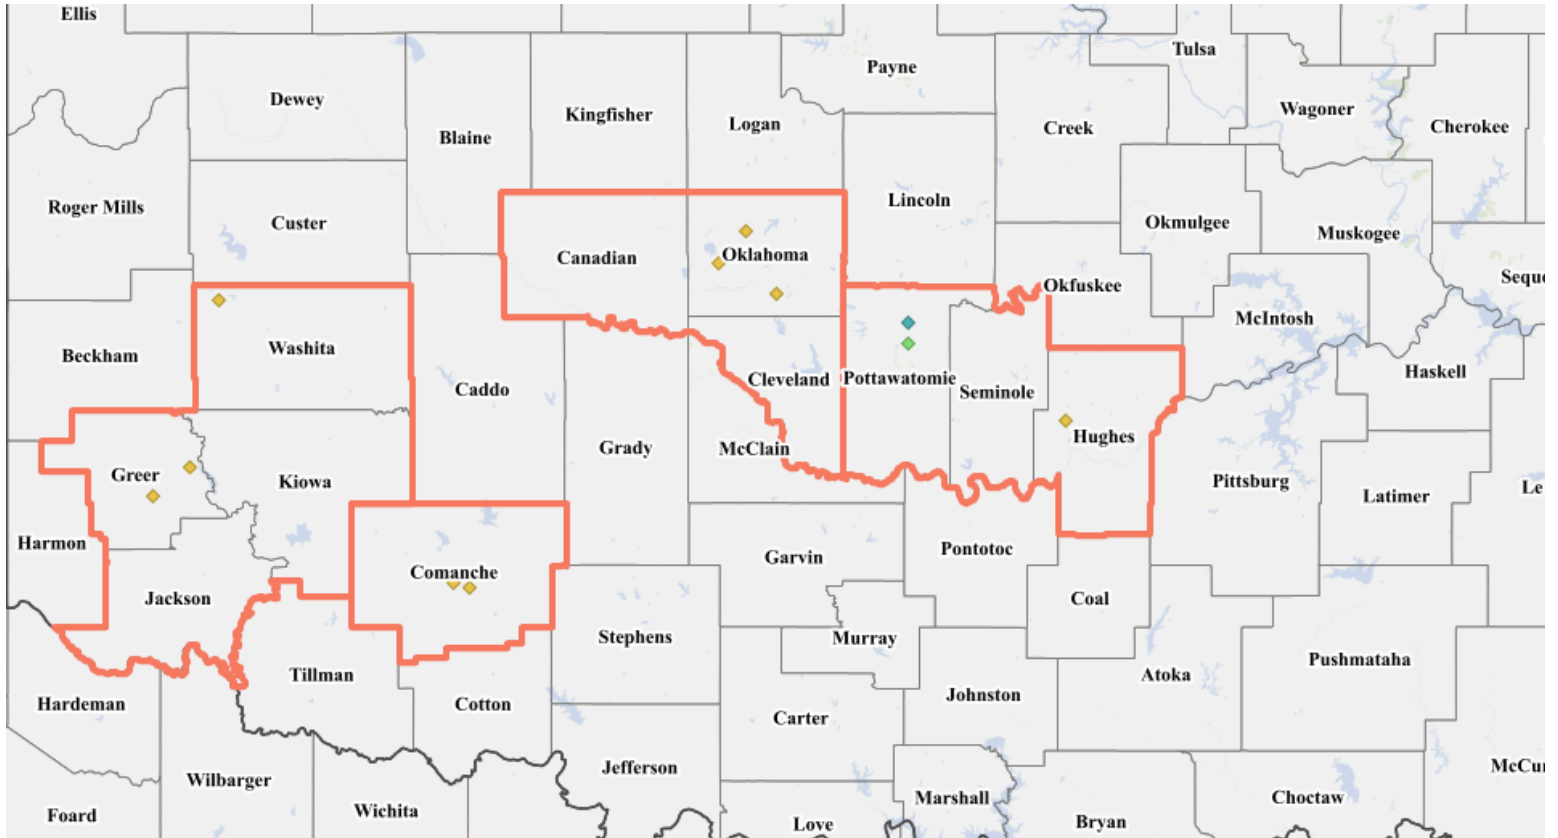 Ellis
Tulsa
Payne
Dewey
Wagoner
Kingfisher
Logan
Creek
Cherokee
Blaine
Roger Mills
Lincoln
Custer
Okmulgee
Muskogee
Canadian
Oklahoma
Sequo
Okfuskee
McIntosh
Washita
Beckham
Haskell
Cleveland
Pottawatomie
Caddo
Seminole
Hughes
Grady
McClain
Greer
Kiowa
Pittsburg
Le
Latimer
Harmon
Pontotoc
Garvin
Comanche
Jackson
Coal
Stephens
Murray
Pushmataha
Tillman
Atoka
Johnston
Hardeman
Cotton
Carter
McCur
Jefferson
Wilbarger
Marshall
Choctaw
Wichita
Foard
Bryan
Love